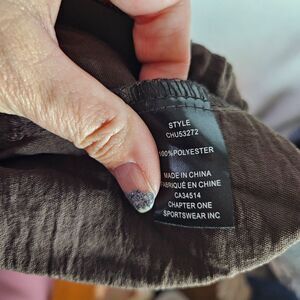 STYLE
CHU53272
100%POLYESTER
MADE IN CHINA
FABRIQUÉ EN CHINE
CA34514
CHAPTER ONE
SPORTSWEAR INC